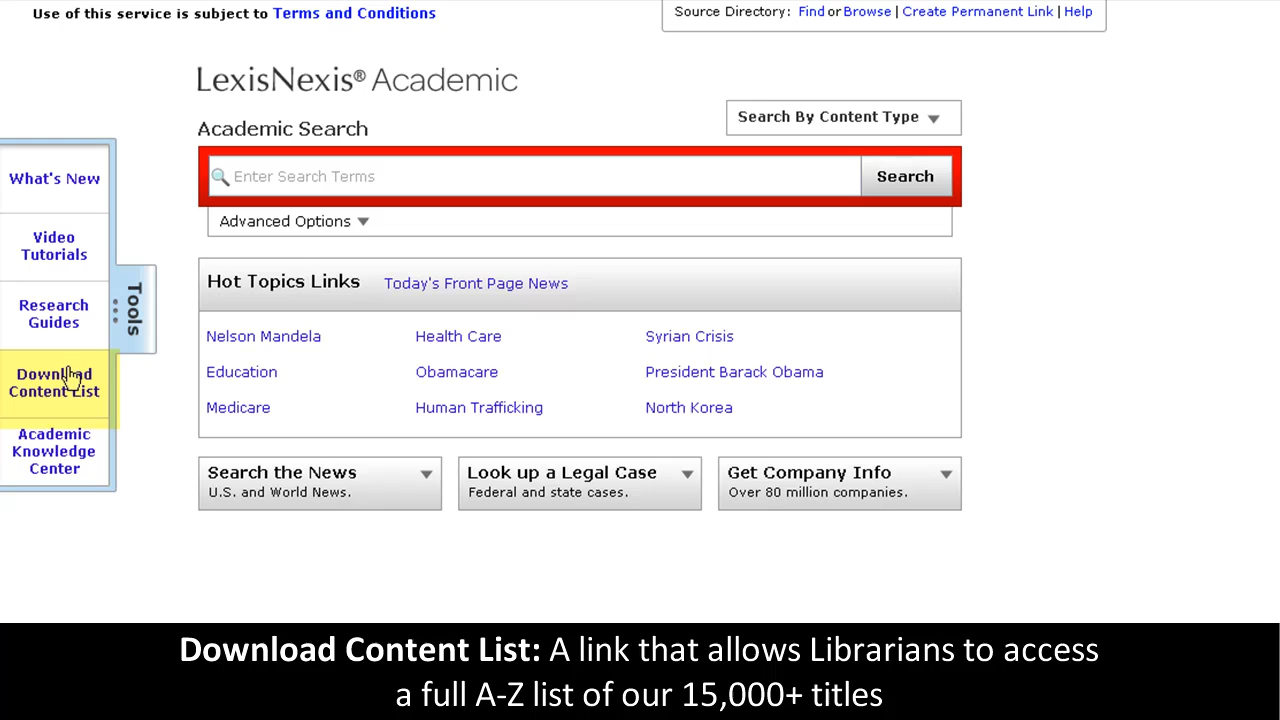 Use of this service is subject to Terms and Conditions
Source Directory: Find or Browse | Create Permanent Link | Help
LexisNexis® Academic
Search By Content Type
Academic Search
Enter Search Terms
Search
Advanced Options
What's New
Video
Tutorials
Research
Guides
Download
Content List
Academic
Knowledge
Center
Tools
Hot Topics Links Today's Front Page News
Nelson Mandela Health Care Syrian Crisis
Education Obamacare President Barack Obama
Medicare Human Trafficking North Korea
Search the News
U.S. and World News.
Look up a Legal Case
Federal and state cases.
Get Company Info
Over 80 million companies.
Download Content List: A link that allows Librarians to access
a full A-Z list of our 15,000+ titles